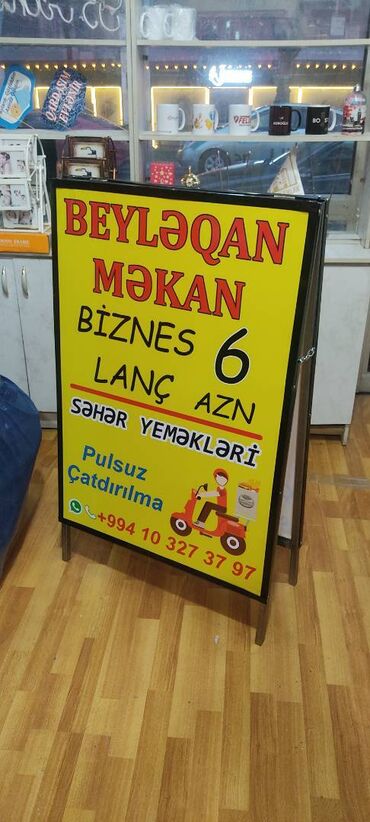 BEYLƏQAN
MƏKAN
BİZNES 6
LANÇ AZN
SƏHƏR YEMƏKLƏRİ
Pulsuz
Çatdırılma
+994 10 327 37 97